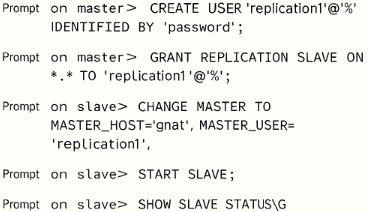 Prompt on master> CREATE USER 'replication1'@'%'
IDENTIFIED BY 'password';
Prompt on master> GRANT REPLICATION SLAVE ON
*.* TO 'replication1'@'%';
Prompt on slave> CHANGE MASTER TO
MASTER_HOST='gnat', MASTER_USER=
'replication1',
Prompt on slave> START SLAVE;
Prompt on slave> SHOW SLAVE STATUS\G